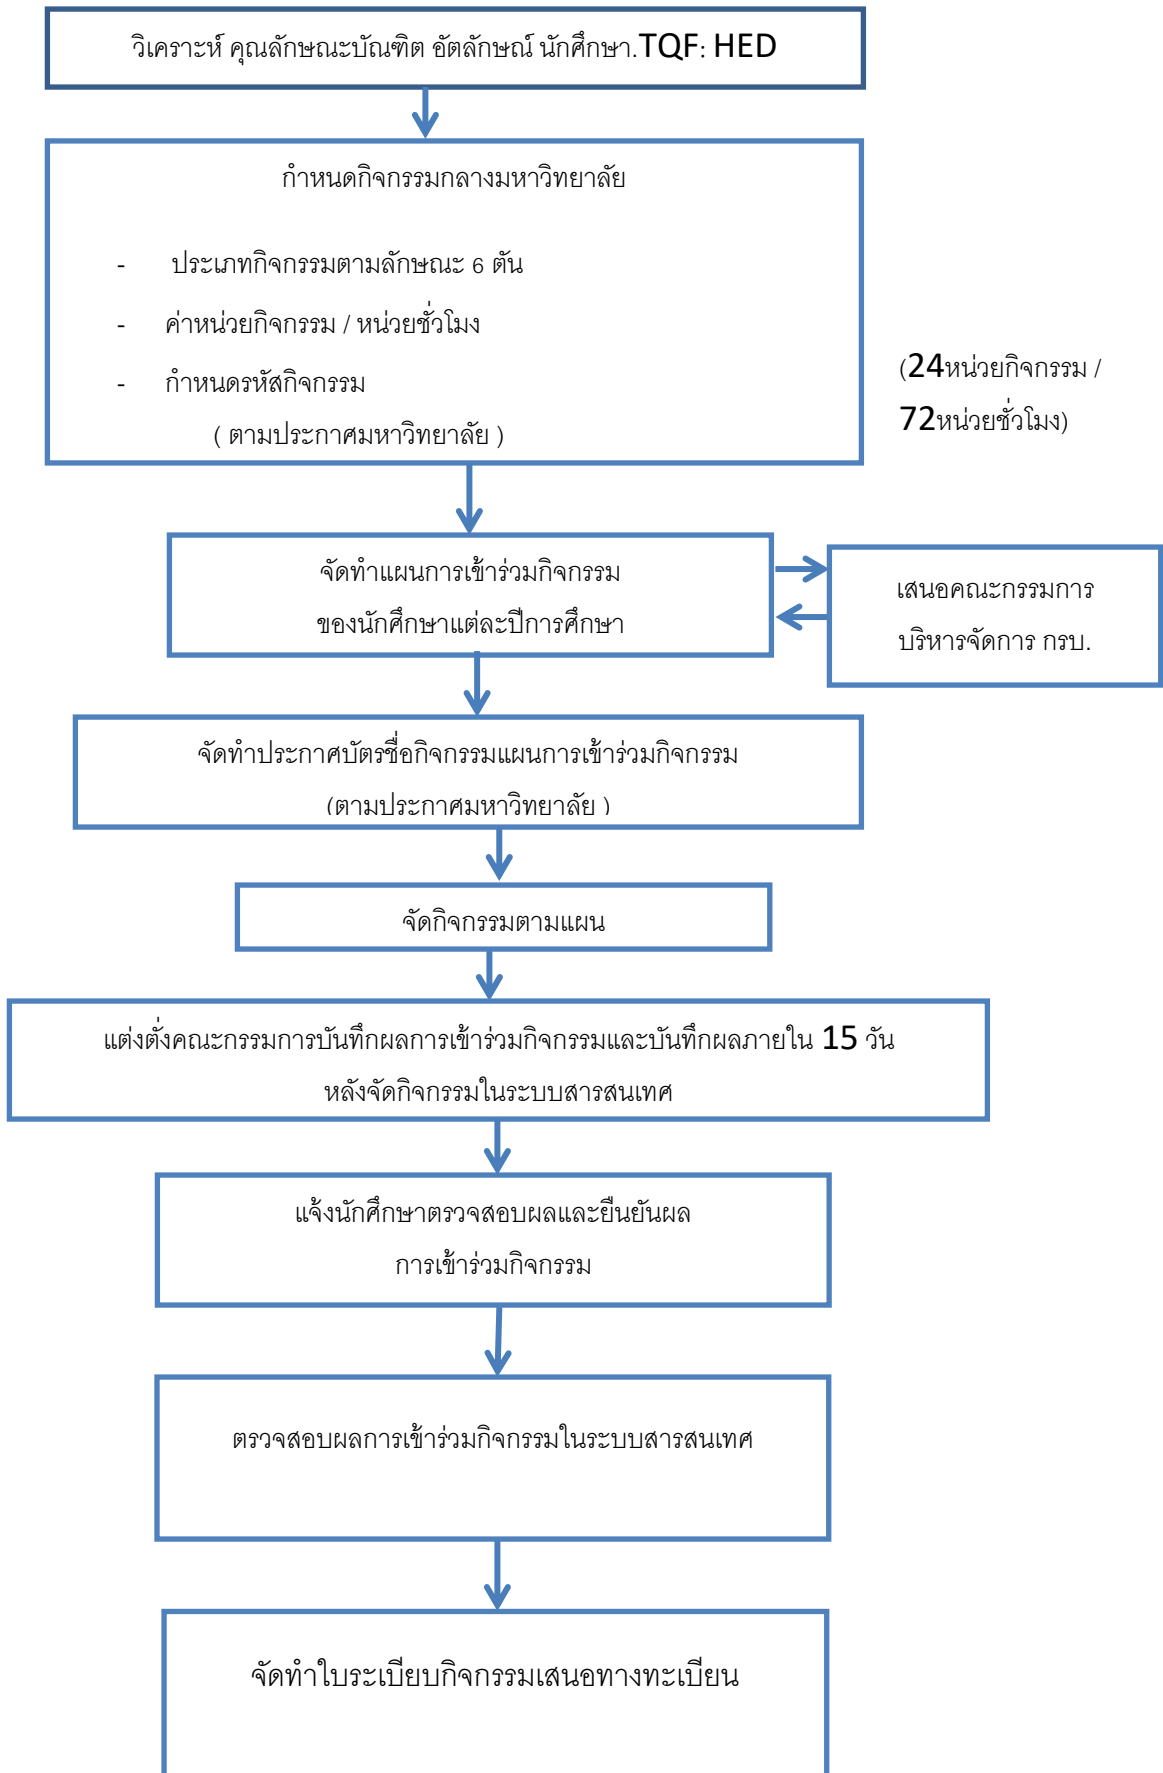 วิเคราะห์ คุณลักษณะบัณฑิต อัตลักษณ์ นักศึกษา.TQF: HED
กำหนดกิจกรรมกลางมหาวิทยาลัย
- ประเภทกิจกรรมตามลักษณะ 6 ตัน
- ค่าหน่วยกิจกรรม / หน่วยชั่วโมง
- กำหนดรหัสกิจกรรม
( ตามประกาศมหาวิทยาลัย )
(24หน่วยกิจกรรม /
72หน่วยชั่วโมง)
จัดทำแผนการเข้าร่วมกิจกรรม
ของนักศึกษาแต่ละปีการศึกษา
เสนอคณะกรรมการ
บริหารจัดการ กรบ.
จัดทำประกาศบัตรชื่อกิจกรรมแผนการเข้าร่วมกิจกรรม
(ตามประกาศมหาวิทยาลัย )
จัดกิจกรรมตามแผน
แต่งตั่งคณะกรรมการบันทึกผลการเข้าร่วมกิจกรรมและบันทึกผลภายใน 15 วัน
หลังจัดกิจกรรมในระบบสารสนเทศ
แจ้งนักศึกษาตรวจสอบผลและยืนยันผล
การเข้าร่วมกิจกรรม
ตรวจสอบผลการเข้าร่วมกิจกรรมในระบบสารสนเทศ
จัดทำใบระเบียบกิจกรรมเสนอทางทะเบียน